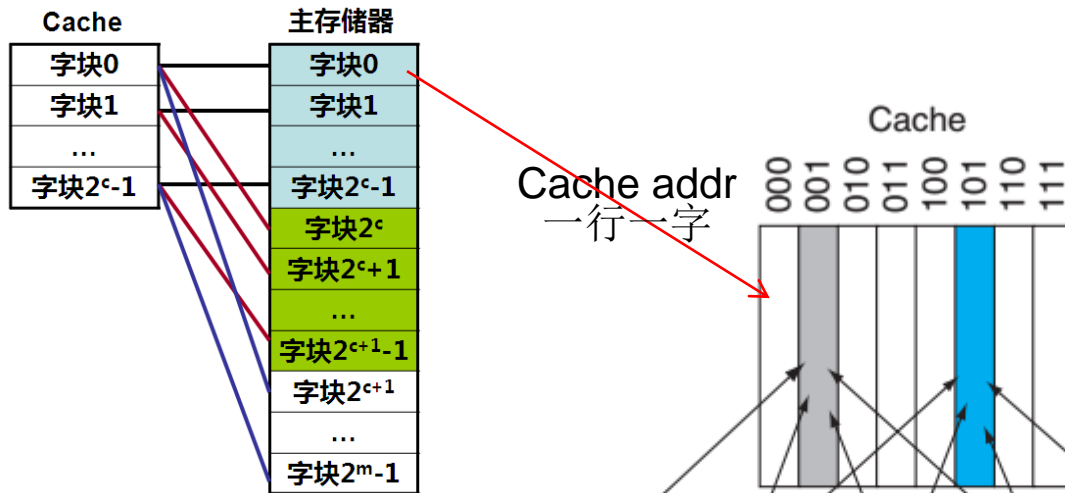 Cache
字块0
字块1
...
字块2ᶜ-1
主存储器
字块0
字块1
...
字块2ᶜ-1
字块2ᶜ
字块2ᶜ+1
...
字块2ᶜ⁺¹-1
字块2ᶜ⁺¹
...
字块2ᵐ-1
Cache addr
一行一字
Cache
000
001
010
011
100
101
110
111